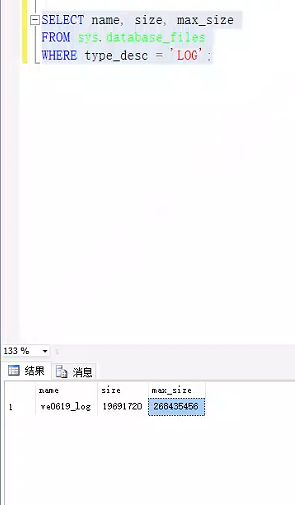 SELECT name, size, max_size
FROM sys.database_files
WHERE type_desc = 'LOG';
133 %
结果 消息
name size max_size
1 ve0619_log 19691720 268435456